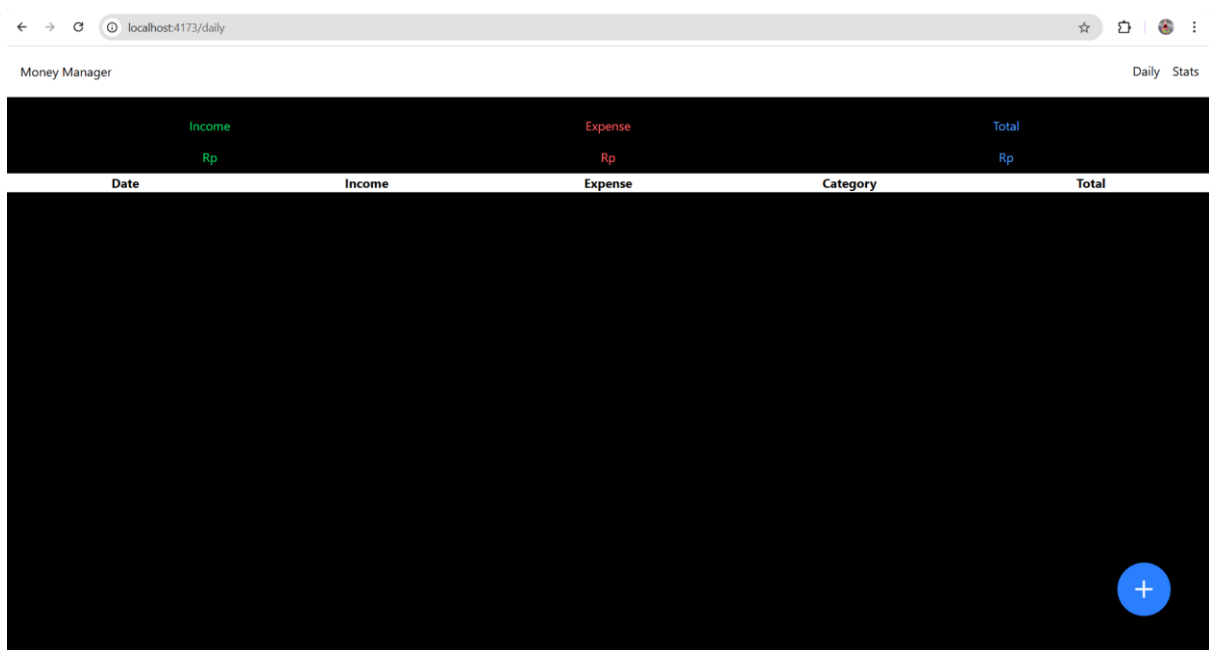 localhost:4173/daily
Money Manager Daily Stats
Income Expense Total
Rp Rp Rp
Date Income Expense Category Total